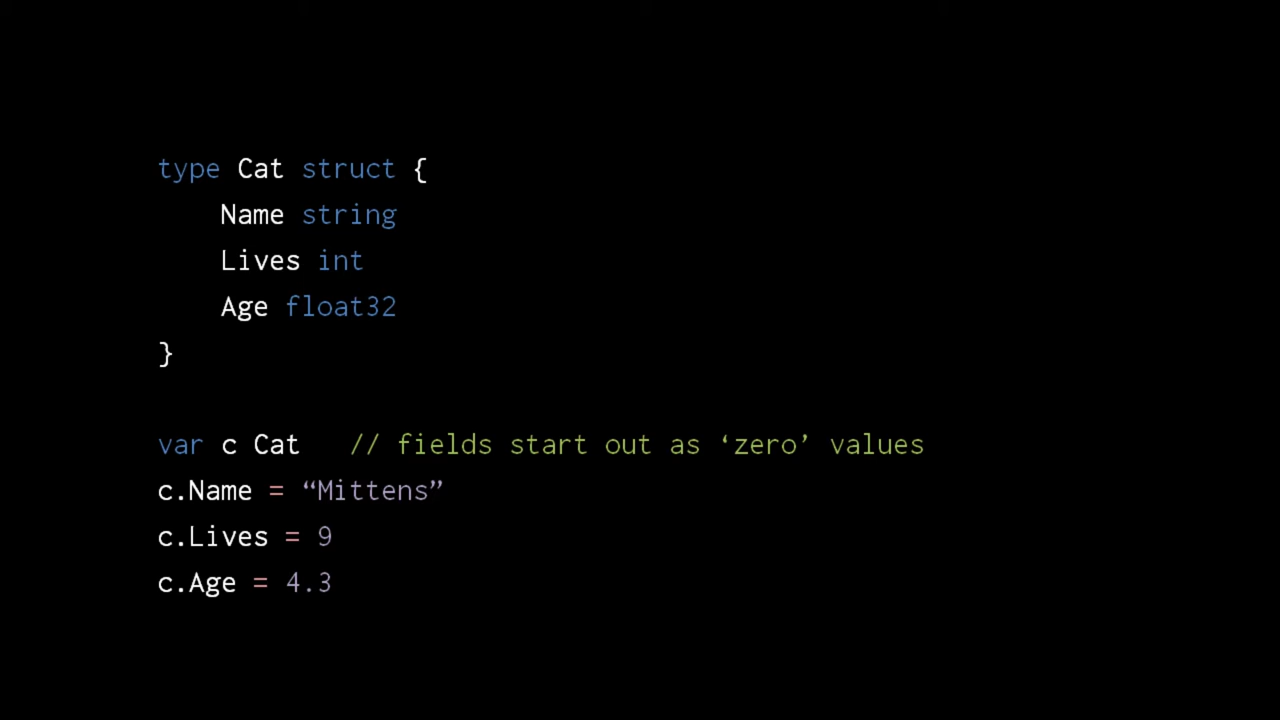 type Cat struct {
    Name string
    Lives int
    Age float32
}
var c Cat   // fields start out as ‘zero’ values
c.Name = “Mittens”
c.Lives = 9
c.Age = 4.3